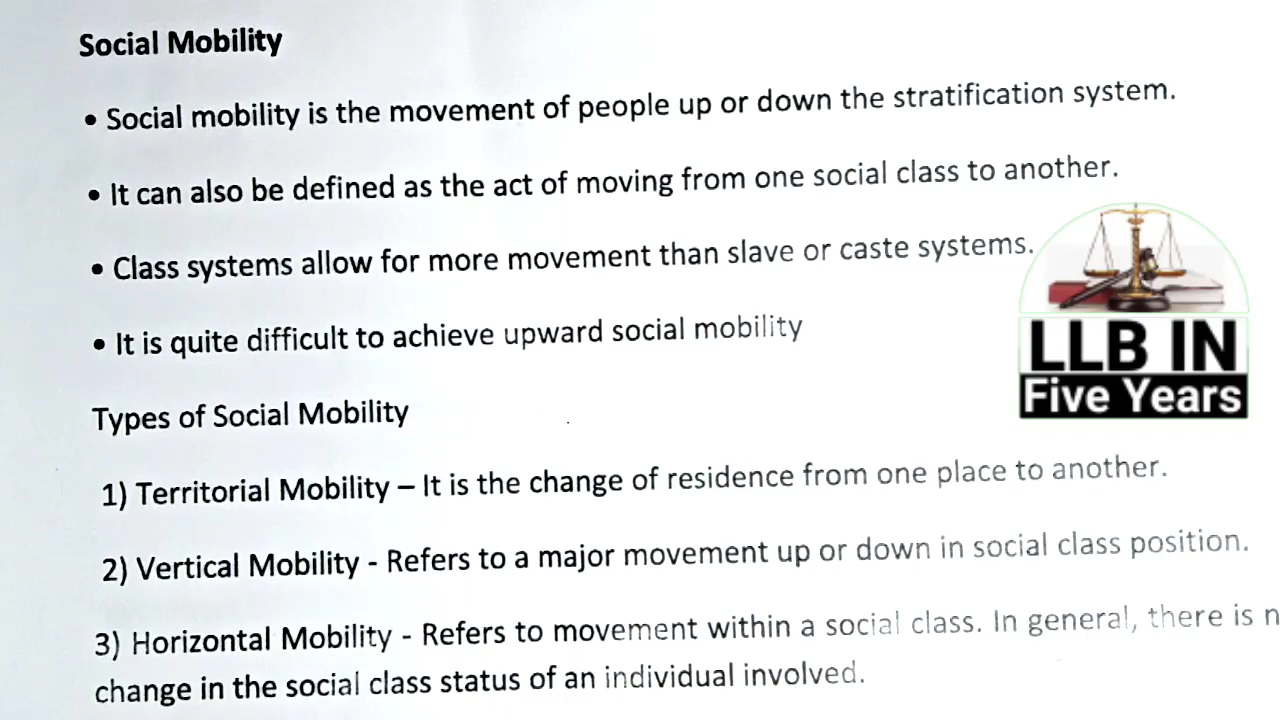 Social Mobility
• Social mobility is the movement of people up or down the stratification system.
• It can also be defined as the act of moving from one social class to another.
• Class systems allow for more movement than slave or caste systems.
• It is quite difficult to achieve upward social mobility
LLB IN
Five Years
Types of Social Mobility
1) Territorial Mobility – It is the change of residence from one place to another.
2) Vertical Mobility - Refers to a major movement up or down in social class position.
3) Horizontal Mobility - Refers to movement within a social class. In general, there is
change in the social class status of an individual involved.